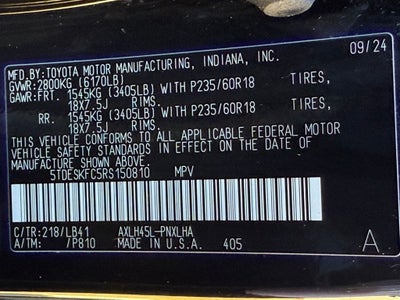 09/24
MFD.BY:TOYOTA MOTOR MANUFACTURING, INDIANA, INC.
GVWR:2800KG (6170LB)
GAWR:FRT. 1545KG (3405LB) WITH P235/60R18 TIRES,
18X7.5J RIMS.
RR. 1545KG (3405LB) WITH P235/60R18 TIRES,
18X7.5J RIMS.
THIS VEHICLE CONFORMS TO ALL APPLICABLE FEDERAL MOTOR
VEHICLE SAFETY STANDARDS IN EFFECT ON THE DATE OF
MANUFACTURE SHOWN ABOVE.
5TDESKFC5RS150810 MPV
C/TR:218/LB41 AXLH45L-PNXLHA
A/TM: /P810 MADE IN U.S.A. 405 A